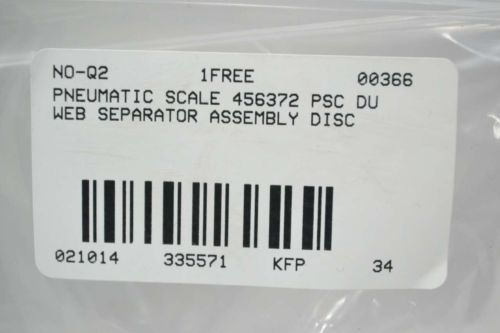 NO-Q2 1FREE 00366
PNEUMATIC SCALE 456372 PSC DU
WEB SEPARATOR ASSEMBLY DISC
021014 335571 KFP 34